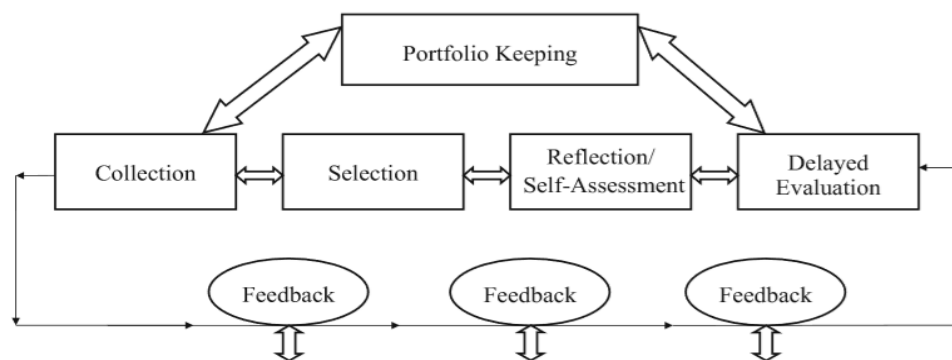 Portfolio Keeping
Collection
Selection
Reflection/
Self-Assessment
Delayed
Evaluation
Feedback
Feedback
Feedback